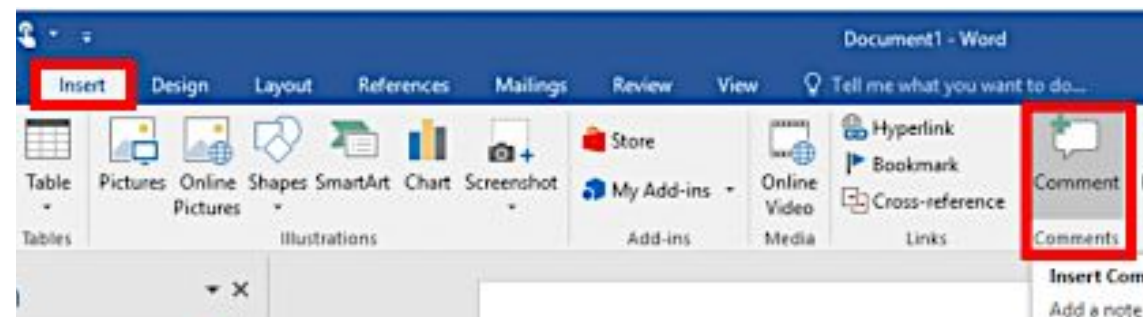 Document1 - Word
Insert Design Layout References Mailings Review View Tell me what you want to do...
Table
Pictures
Online
Pictures
Shapes
SmartArt
Chart
Screenshot
Store
My Add-ins
Online
Video
Hyperlink
Bookmark
Cross-reference
Comment
Tables
Illustrations
Add-ins
Media
Links
Comments
Insert Com
Add a note